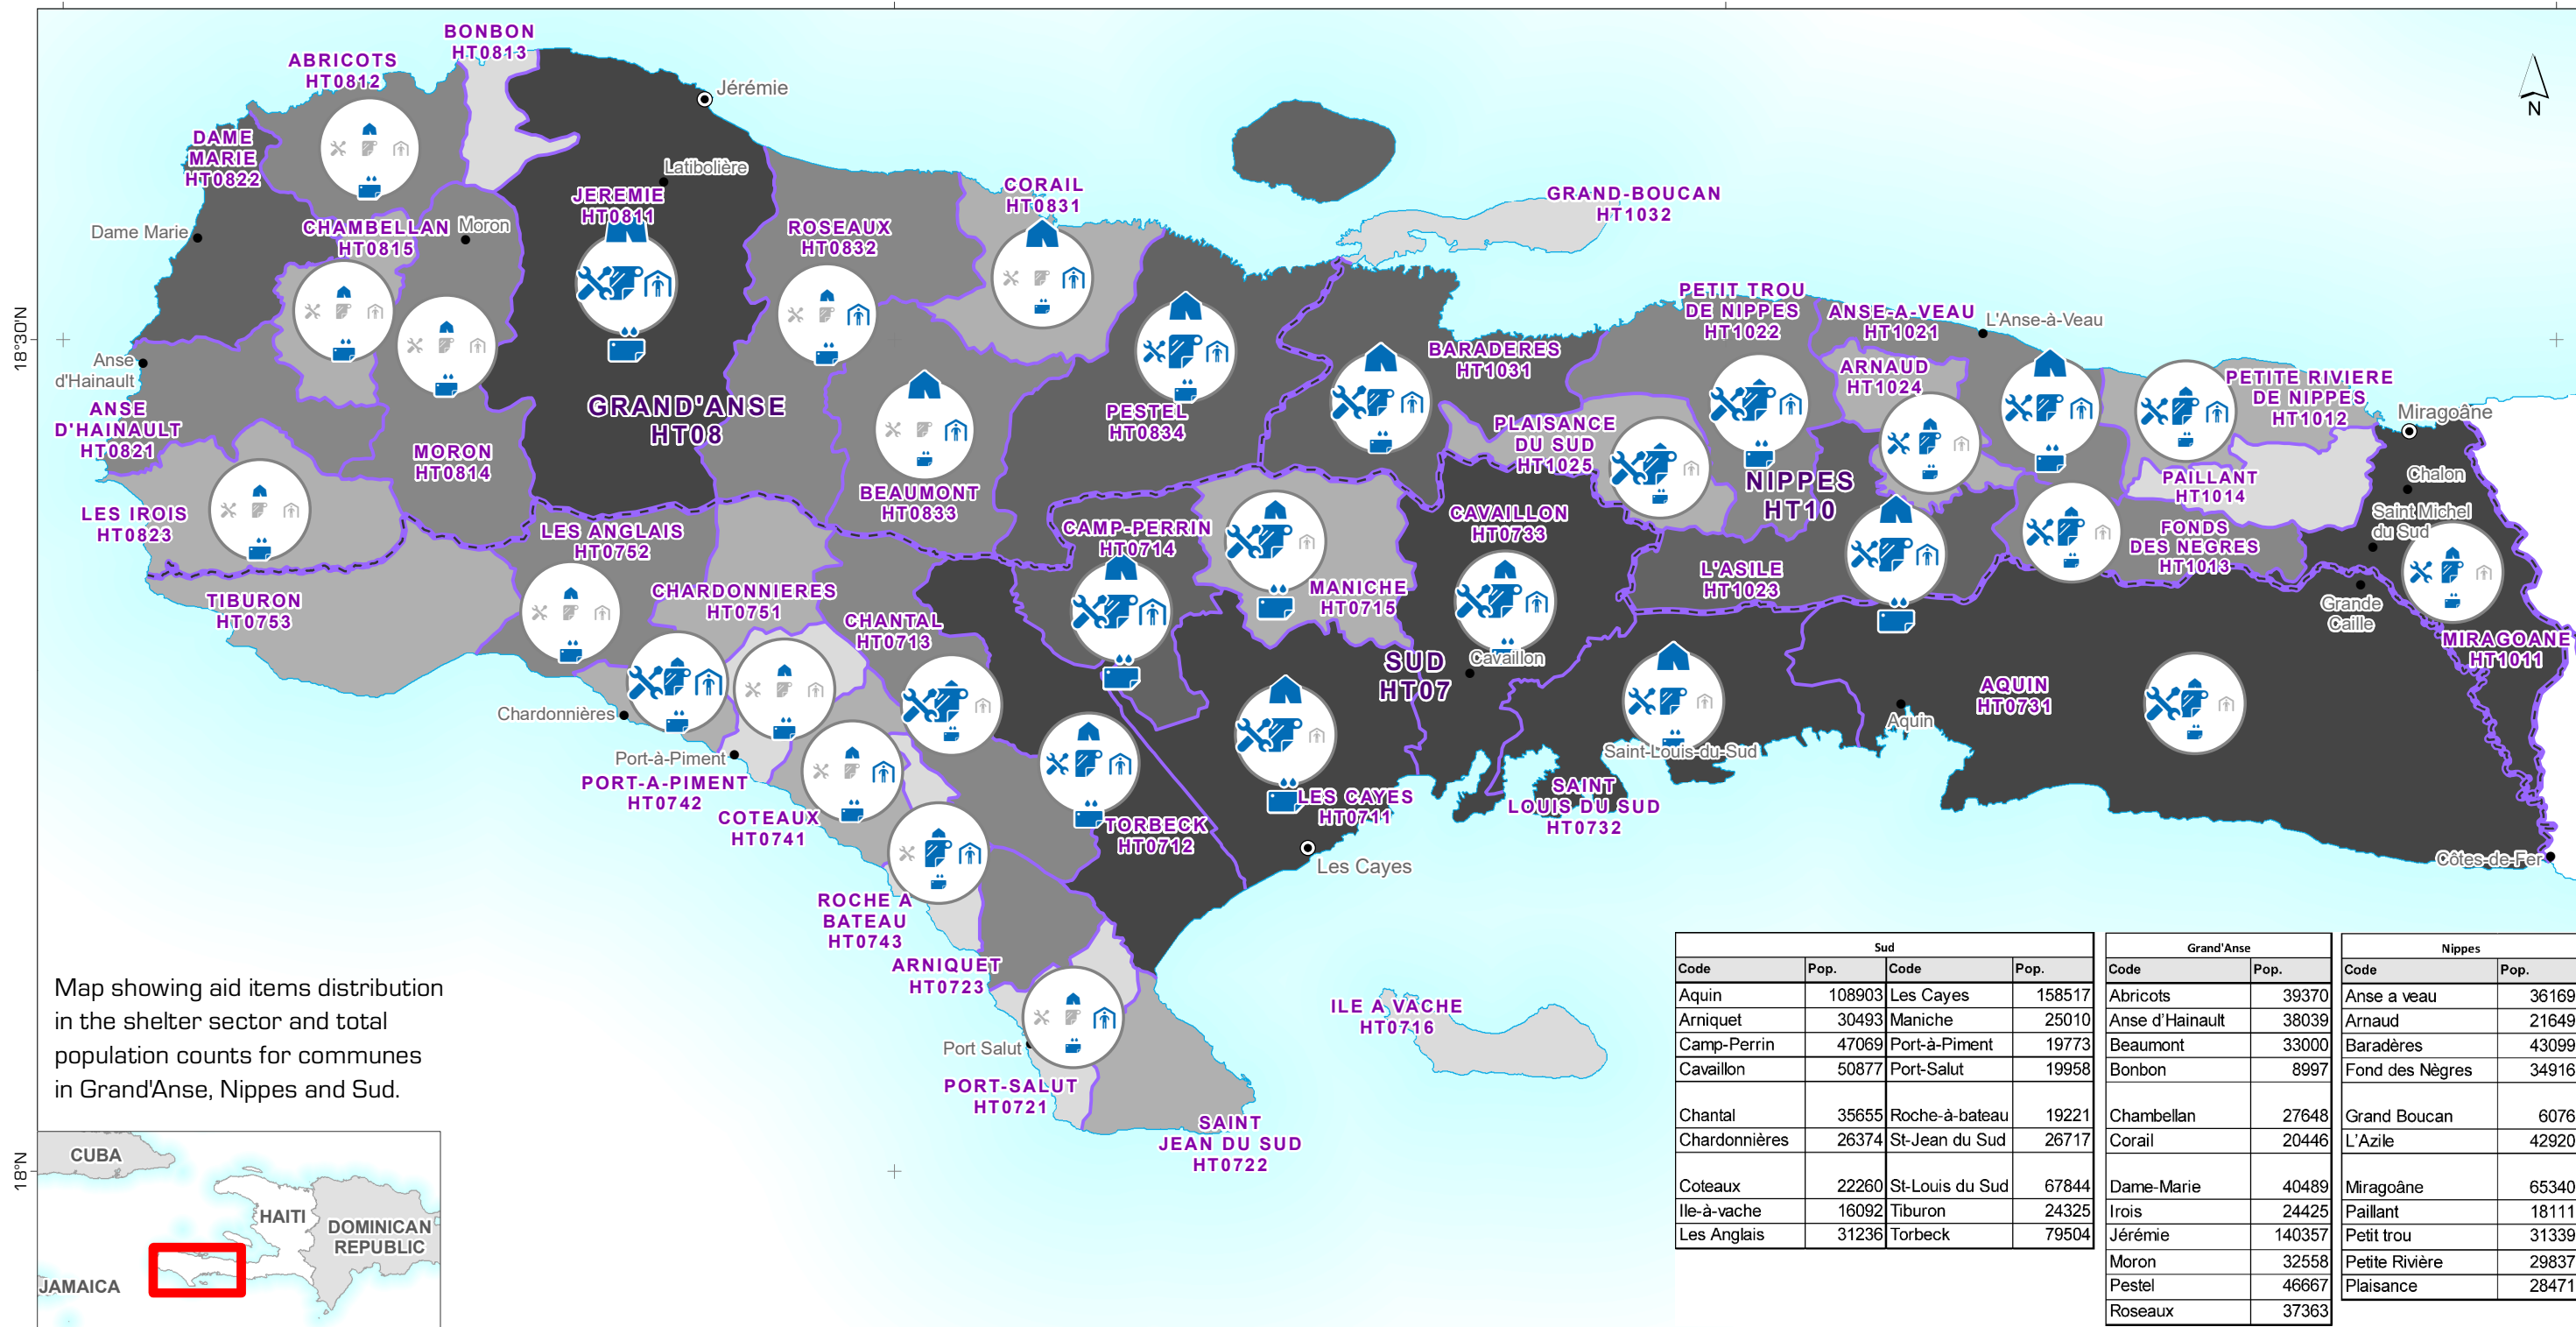 BONBON
HT0813
ABRICOTS
HT0812
Jérémie
N
DAME
MARIE
HT0822
Latibolière
JEREMIE
HT0811
CORAIL
HT0831
GRAND-BOUCAN
HT1032
Dame Marie
CHAMBELLAN
HT0815
Moron
ROSEAUX
HT0832
18°30'N
PETIT TROU
DE NIPPES
HT1022
ANSE-A-VEAU
HT1021
L'Anse-à-Veau
Anse
d'Hainault
BARADERES
HT1031
ARNAUD
HT1024
PETITE RIVIERE
DE NIPPES
HT1012
Miragoâne
ANSE
D'HAINAULT
HT0821
GRAND'ANSE
HT08
PESTEL
HT0834
PLAISANCE
DU SUD
HT1025
MORON
HT0814
NIPPES
HT10
PAILLANT
HT1014
Chalon
BEAUMONT
HT0833
LES IROIS
HT0823
LES ANGLAIS
HT0752
CAMP-PERRIN
HT0714
CAVAILLON
HT0733
Saint Michel
du Sud
FONDS
DES NEGRES
HT1013
L'ASILE
HT1023
TIBURON
HT0753
CHARDONNIERES
HT0751
MANICHE
HT0715
Grande
Caille
CHANTAL
HT0713
MIRAGOANE
HT1011
SUD
HT07
Cavaillon
AQUIN
HT0731
Chardonnières
Aquin
Port-à-Piment
Saint-Louis-du-Sud
PORT-A-PIMENT
HT0742
COTEAUX
HT0741
LES CAYES
HT0711
SAINT
LOUIS DU SUD
HT0732
TORBECK
HT0712
Les Cayes
Côtes-de-Fer
ROCHE A
BATEAU
HT0743
ARNIQUET
HT0723
ILE A VACHE
HT0716
Port Salut
PORT-SALUT
HT0721
SAINT
JEAN DU SUD
HT0722
18°N
Map showing aid items distribution
in the shelter sector and total
population counts for communes
in Grand'Anse, Nippes and Sud.
CUBA
HAITI
DOMINICAN
REPUBLIC
JAMAICA
Sud
Code Pop. Code Pop.
Aquin 108903 Les Cayes 158517
Arniquet 30493 Maniche 25010
Camp-Perrin 47069 Port-à-Piment 19773
Cavaillon 50877 Port-Salut 19958
Chantal 35655 Roche-à-bateau 19221
Chardonnières 26374 St-Jean du Sud 26717
Coteaux 22260 St-Louis du Sud 67844
Ile-à-vache 16092 Tiburon 24325
Les Anglais 31236 Torbeck 79504
Grand'Anse
Code Pop.
Abricots 39370
Anse d'Hainault 38039
Beaumont 33000
Bonbon 8997
Chambellan 27648
Corail 20446
Dame-Marie 40489
Irois 24425
Jérémie 140357
Moron 32558
Pestel 46667
Roseaux 37363
Nippes
Code Pop.
Anse a veau 36169
Arnaud 21649
Baradères 43099
Fond des Nègres 34916
Grand Boucan 6076
L'Azile 42920
Miragoâne 65340
Paillant 18111
Petit trou 31339
Petite Rivière 29837
Plaisance 28471